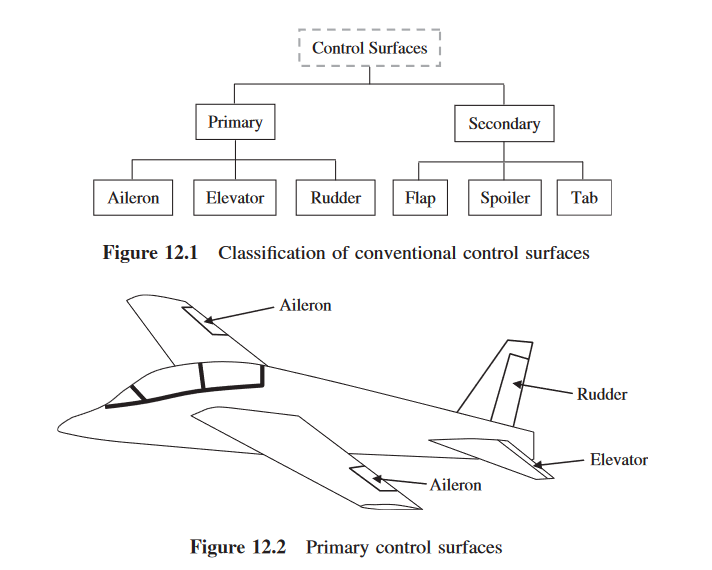 Control Surfaces
Primary
Secondary
Aileron
Elevator
Rudder
Flap
Spoiler
Tab
Figure 12.1 Classification of conventional control surfaces
Aileron
Rudder
Elevator
Aileron
Figure 12.2 Primary control surfaces